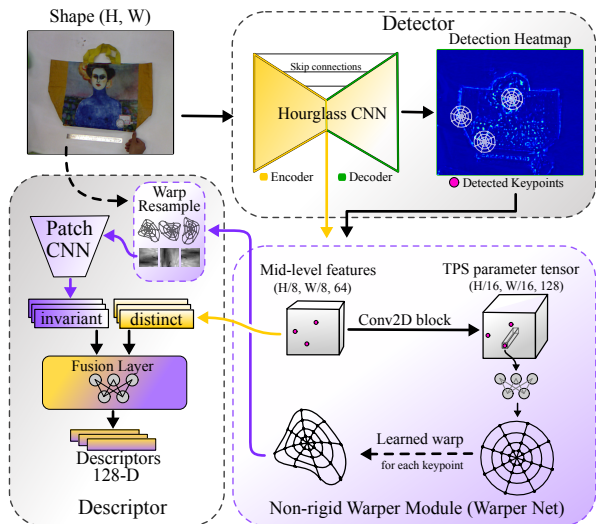 Shape (H, W)
Detector
Skip connections
Hourglass CNN
Encoder
Decoder
Detection Heatmap
Detected Keypoints
Warp
Resample
Patch
CNN
invariant
distinct
Fusion Layer
Descriptors
128-D
Descriptor
Mid-level features
(H/8, W/8, 64)
Conv2D block
TPS parameter tensor
(H/16, W/16, 128)
Learned warp
for each keypoint
Non-rigid Warper Module (Warper Net)